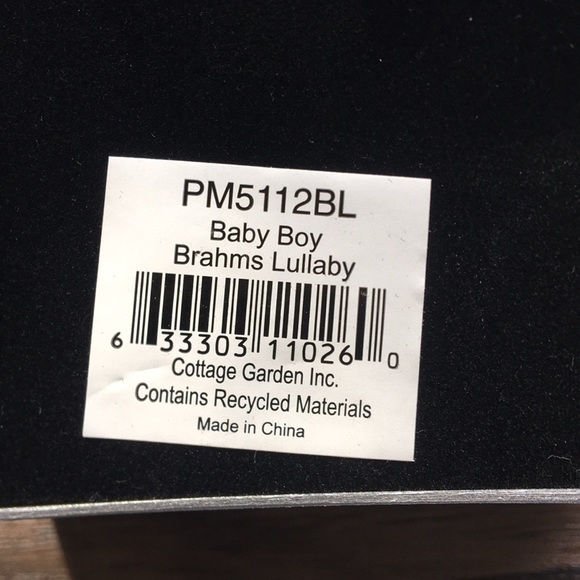 PM5112BL
Baby Boy
Brahms Lullaby
6 33303 11026 0
Cottage Garden Inc.
Contains Recycled Materials
Made in China